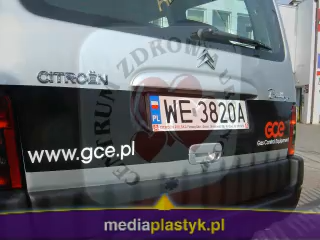 CITROËN
WE 3820A
PL
www.gce.pl
GCE
Gas Control Equipment
CENTRUM ZDROWIA
mediaplastyk.pl